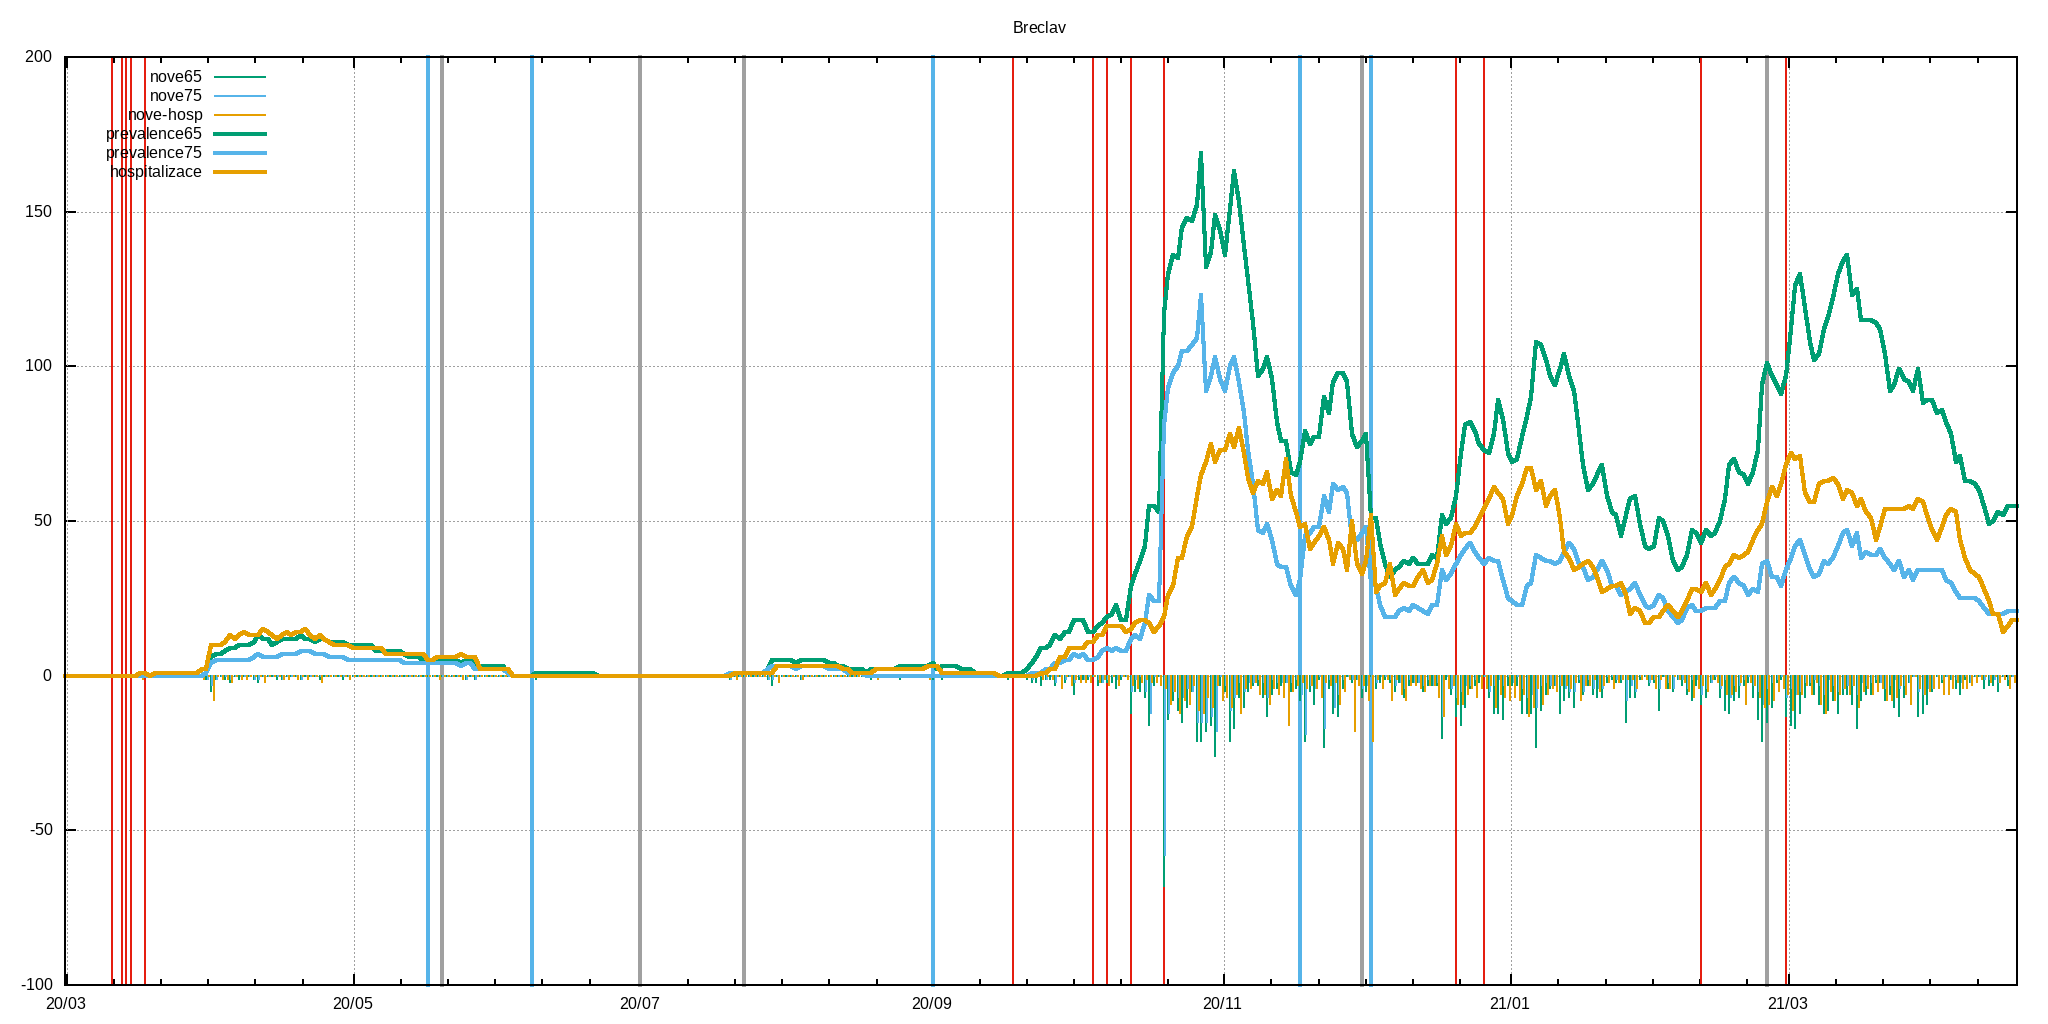 Breclav
200
150
100
50
0
-50
-100
nove65
nove75
nove-hosp
prevalence65
prevalence75
hospitalizace
20/03 20/05 20/07 20/09 20/11 21/01 21/03